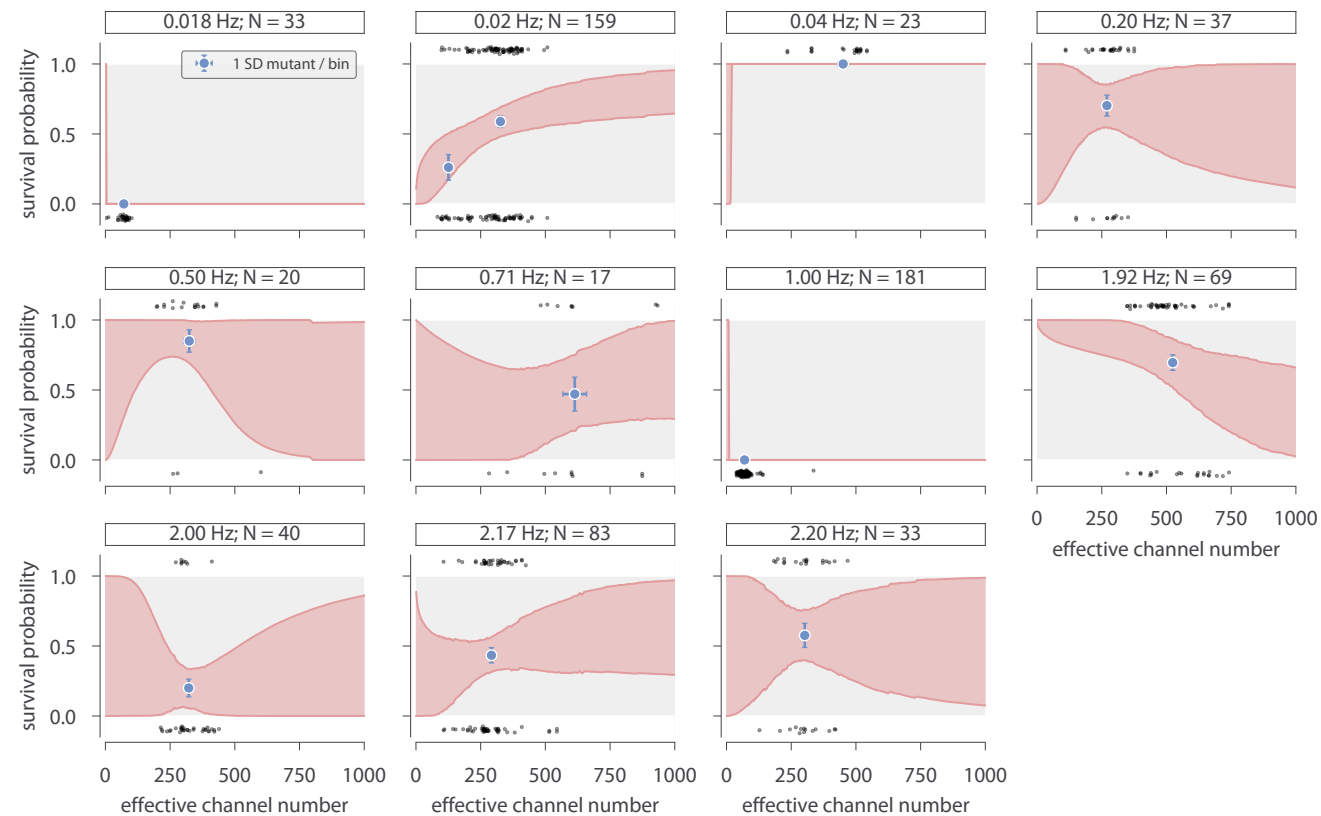 0.018 Hz; N = 33
0.02 Hz; N = 159
0.04 Hz; N = 23
0.20 Hz; N = 37
survival probability
1.0
0.5
0.0
1 SD mutant / bin
0.50 Hz; N = 20
0.71 Hz; N = 17
1.00 Hz; N = 181
1.92 Hz; N = 69
survival probability
1.0
0.5
0.0
0 250 500 750 1000
effective channel number
2.00 Hz; N = 40
2.17 Hz; N = 83
2.20 Hz; N = 33
survival probability
1.0
0.5
0.0
0 250 500 750 1000
effective channel number
0 250 500 750 1000
effective channel number
0 250 500 750 1000
effective channel number